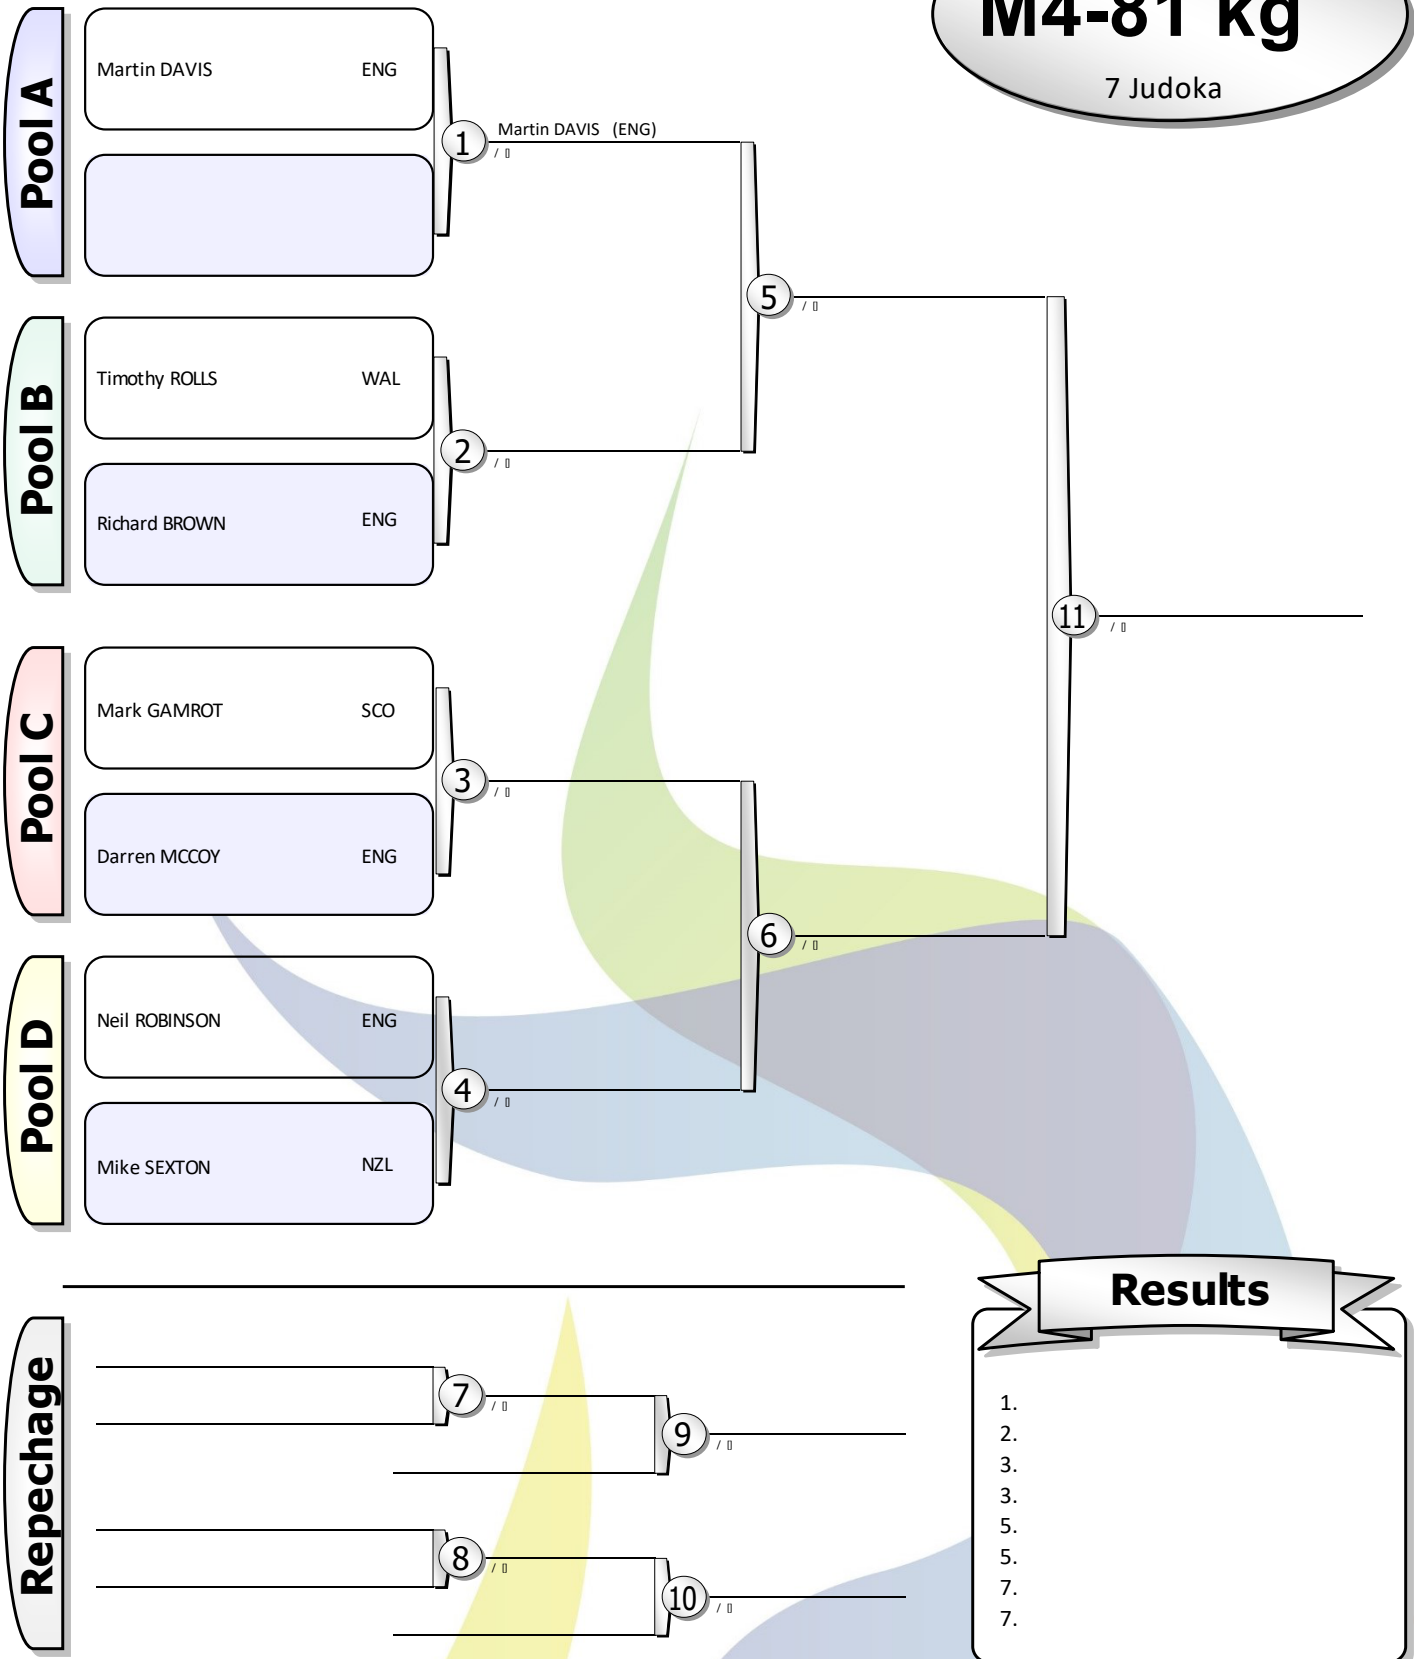 M4-81 kg
7 Judoka
Pool A
Martin DAVIS ENG
1
Martin DAVIS (ENG)
/
5
/
Pool B
Timothy ROLLS WAL
2
/
Richard BROWN ENG
11
/
Pool C
Mark GAMROT SCO
3
/
Darren MCCOY ENG
6
/
Pool D
Neil ROBINSON ENG
4
/
Mike SEXTON NZL
Repechage
7
/
9
/
8
/
10
/
Results
1.
2.
3.
3.
5.
5.
7.
7.